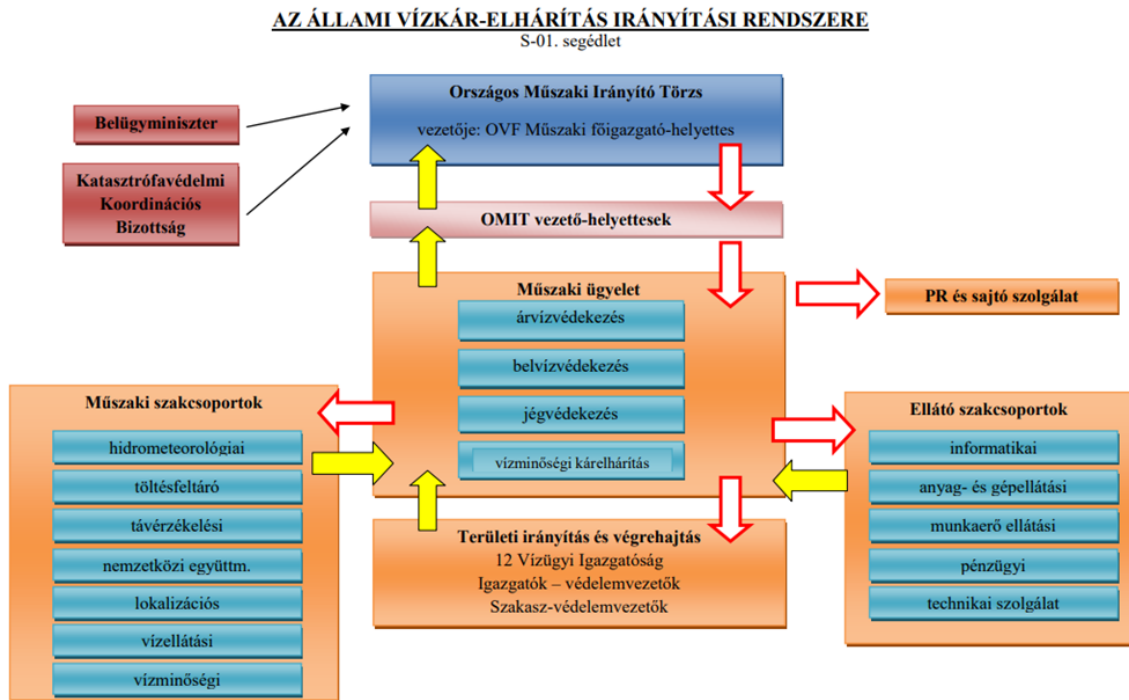 AZ ÁLLAMI VÍZKÁR-ELHÁRÍTÁS IRÁNYÍTÁSI RENDSZERE
S-01. segédlet
Országos Műszaki Irányító Törzs
vezetője: OVF Műszaki főigazgató-helyettes
Belügyminiszter
Katasztrófavédelmi
Koordinációs
Bizottság
OMIT vezető-helyettesek
Műszaki ügyelet
árvízvédekezés
belvízvédekezés
jégvédekezés
vízminőségi kárelhárítás
PR és sajtó szolgálat
Műszaki szakcsoportok
hidrometeorológiai
töltésfeltáró
távérzékelési
nemzetközi együttm.
lokalizációs
vízellátási
vízminőségi
Ellátó szakcsoportok
informatikai
anyag- és gépellátási
munkaerő ellátási
pénzügyi
technikai szolgálat
Területi irányítás és végrehajtás
12 Vízügyi Igazgatóság
Igazgatók – védelemvezetők
Szakasz-védelemvezetők